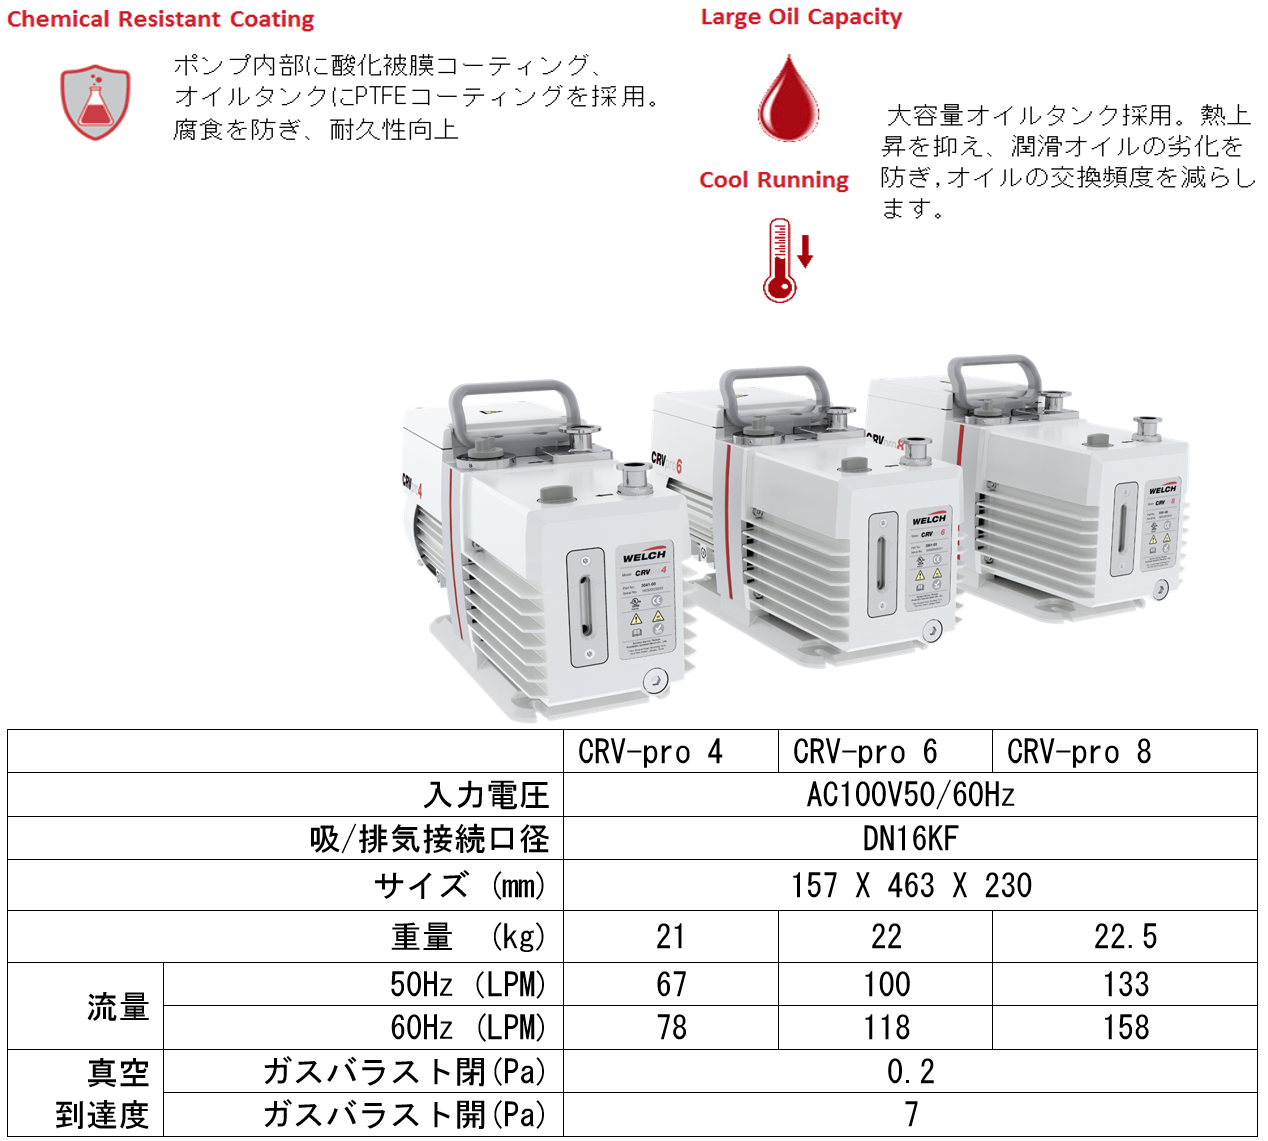 Chemical Resistant Coating
ポンプ内部に酸化被膜コーティング、
オイルタンクにPTFEコーティングを採用。
腐食を防ぎ、耐久性向上
Large Oil Capacity
Cool Running
大容量オイルタンク採用。熱上
昇を抑え、潤滑オイルの劣化を
防ぎ,オイルの交換頻度を減らし
ます。
CRVpro4
WELCH
CRV 4
CRVpro6
WELCH
CRV 6
WELCH
CRV 8
CRV-pro 4 CRV-pro 6 CRV-pro 8
入力電圧 AC100V50/60Hz
吸/排気接続口径 DN16KF
サイズ (mm) 157 X 463 X 230
重量 (kg) 21 22 22.5
流量 50Hz (LPM) 67 100 133
60Hz (LPM) 78 118 158
真空到達度 ガスバラスト閉(Pa) 0.2
ガスバラスト開(Pa) 7